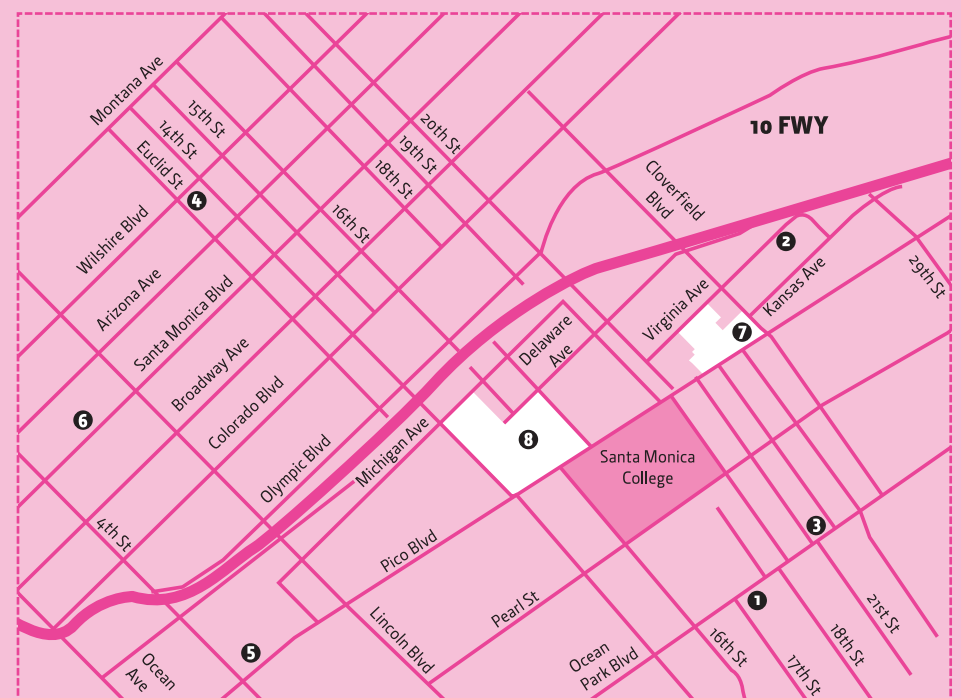 Montana Ave
15th St
14th St
Euclid St
4
20th St
19th St
18th St
16th St
10 FWY
Cloverfield
Blvd
2
29th St
Wilshire Blvd
Arizona Ave
Santa Monica Blvd
Broadway Ave
Colorado Blvd
Olympic Blvd
Michigan Ave
Delaware
Ave
Virginia Ave
Kansas Ave
7
6
8
Santa Monica
College
4th St
Pico Blvd
3
Pearl St
1
Lincoln Blvd
Ocean
Ave
5
Ocean
Park Blvd
16th St
17th St
18th St
21st St